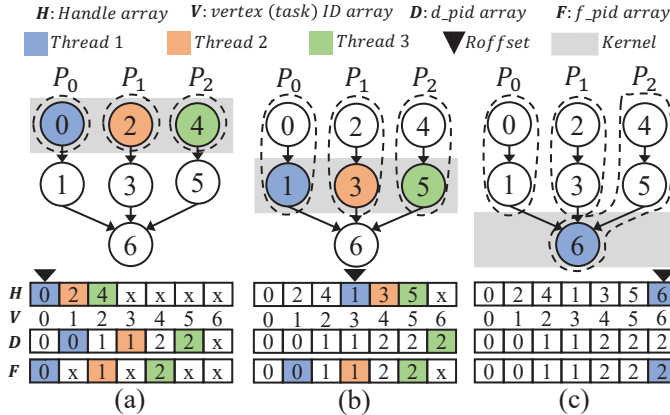 H: Handle array V: vertex (task) ID array D: d_pid array F: f_pid array
Thread 1 Thread 2 Thread 3 Roffset Kernel
P0 P1 P2 P0 P1 P2 P0 P1 P2
0 2 4 0 2 4 0 2 4
1 3 5 1 3 5 1 3 5
6 6 6
H 0 2 4 x x x x 0 2 4 1 3 5 x 0 2 4 1 3 5 6
V 0 1 2 3 4 5 6 0 1 2 3 4 5 6 0 1 2 3 4 5 6
D 0 0 1 1 2 2 x 0 0 1 1 2 2 2 0 0 1 1 2 2 2
F 0 x 1 x 2 x x 0 0 1 1 2 2 x 0 0 1 1 2 2 2
(a) (b) (c)